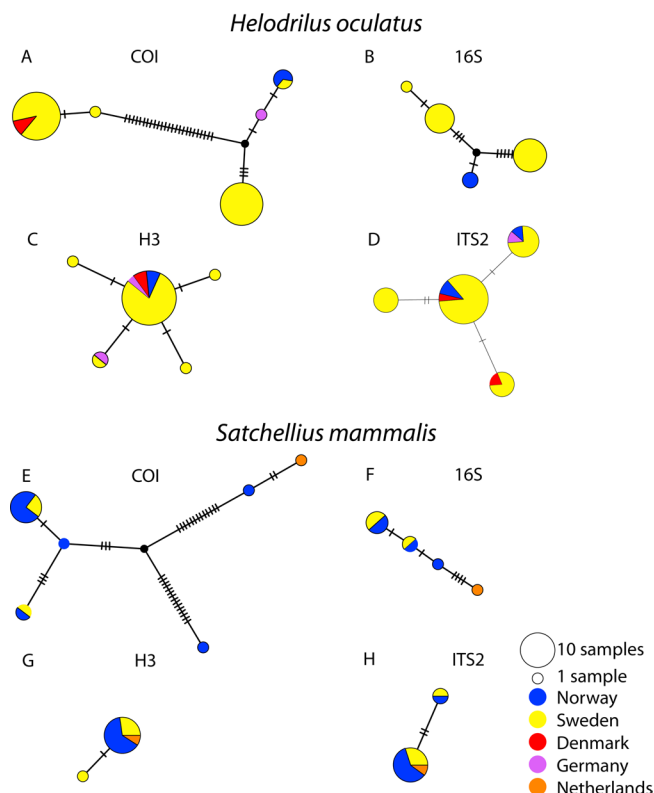 Helodrilus oculatus
A COI
B 16S
C H3
D ITS2
Satchellius mammalis
E COI
F 16S
G H3
H ITS2
10 samples
1 sample
Norway
Sweden
Denmark
Germany
Netherlands